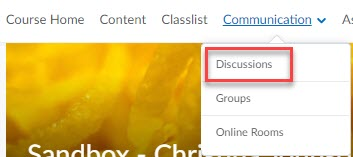 Course Home Content Classlist Communication
Discussions
Groups
Online Rooms
Sandbox -